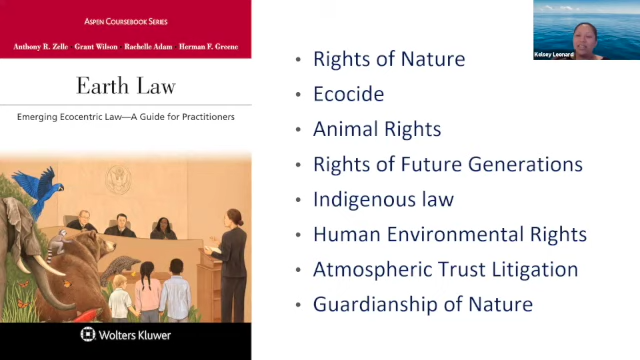 ASPEN COURSEBOOK SERIES
Anthony R. Zelle Grant Wilson Rachelle Adam Herman F. Greene
Earth Law
Emerging Ecocentric Law—A Guide for Practitioners
Wolters Kluwer
• Rights of Nature
• Ecocide
• Animal Rights
• Rights of Future Generations
• Indigenous law
• Human Environmental Rights
• Atmospheric Trust Litigation
• Guardianship of Nature
Kelsey Leonard